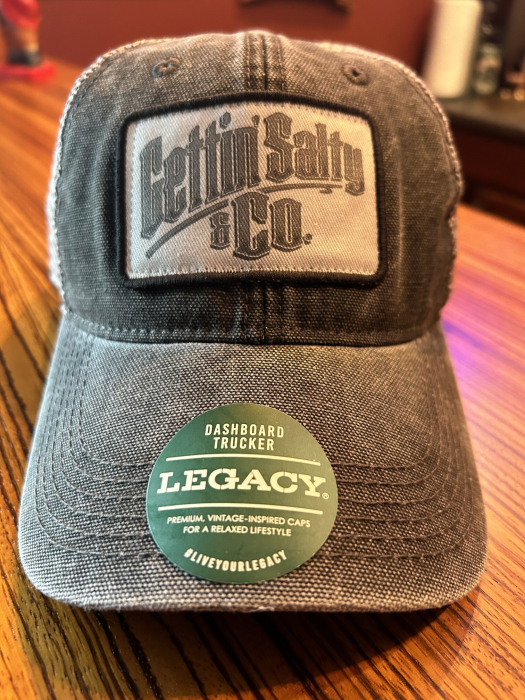 Gettin' Salty
& Co.
DASHBOARD
TRUCKER
LEGACY®
PREMIUM, VINTAGE-INSPIRED CAPS
FOR A RELAXED LIFESTYLE
#LIVEYOURLEGACY